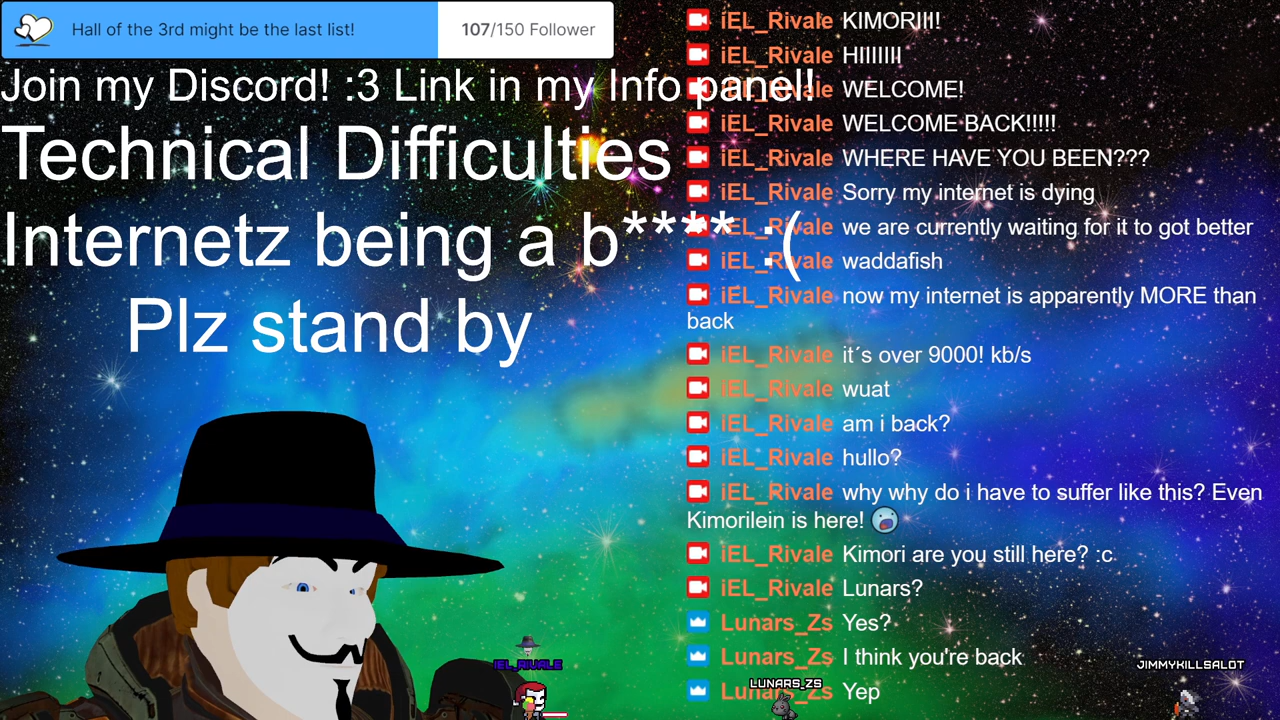 Hall of the 3rd might be the last list!
107/150 Follower
Join my Discord! :3 Link in my Info panel!
Technical Difficulties
Internetz being a b**** :(
Plz stand by
iEL_Rivale KIMORIII!
iEL_Rivale HIIIIIII
iEL_Rivale WELCOME!
iEL_Rivale WELCOME BACK!!!!!
iEL_Rivale WHERE HAVE YOU BEEN???
iEL_Rivale Sorry my internet is dying
iEL_Rivale we are currently waiting for it to got better
iEL_Rivale waddafish
iEL_Rivale now my internet is apparently MORE than
back
iEL_Rivale it´s over 9000! kb/s
iEL_Rivale wuat
iEL_Rivale am i back?
iEL_Rivale hullo?
iEL_Rivale why why do i have to suffer like this? Even
Kimorilein is here!
iEL_Rivale Kimori are you still here? :c
iEL_Rivale Lunars?
Lunars_Zs Yes?
Lunars_Zs I think you're back
Lunars_Zs Yep
IEL_RIVALE
LUNARS_ZS
JIMMYKILLSALOT